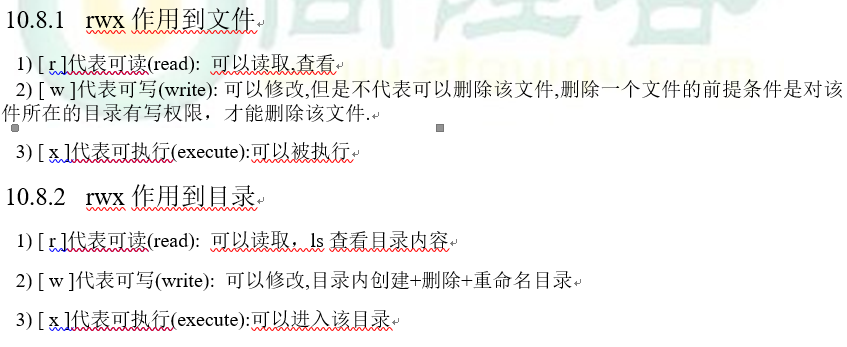 10.8.1 rwx 作用到文件
1) [ r ]代表可读(read): 可以读取,查看
2) [ w ]代表可写(write): 可以修改,但是不代表可以删除该文件,删除一个文件的前提条件是对该
件所在的目录有写权限，才能删除该文件.
3) [ x ]代表可执行(execute):可以被执行
10.8.2 rwx 作用到目录
1) [ r ]代表可读(read): 可以读取，ls 查看目录内容
2) [ w ]代表可写(write): 可以修改,目录内创建+删除+重命名目录
3) [ x ]代表可执行(execute):可以进入该目录